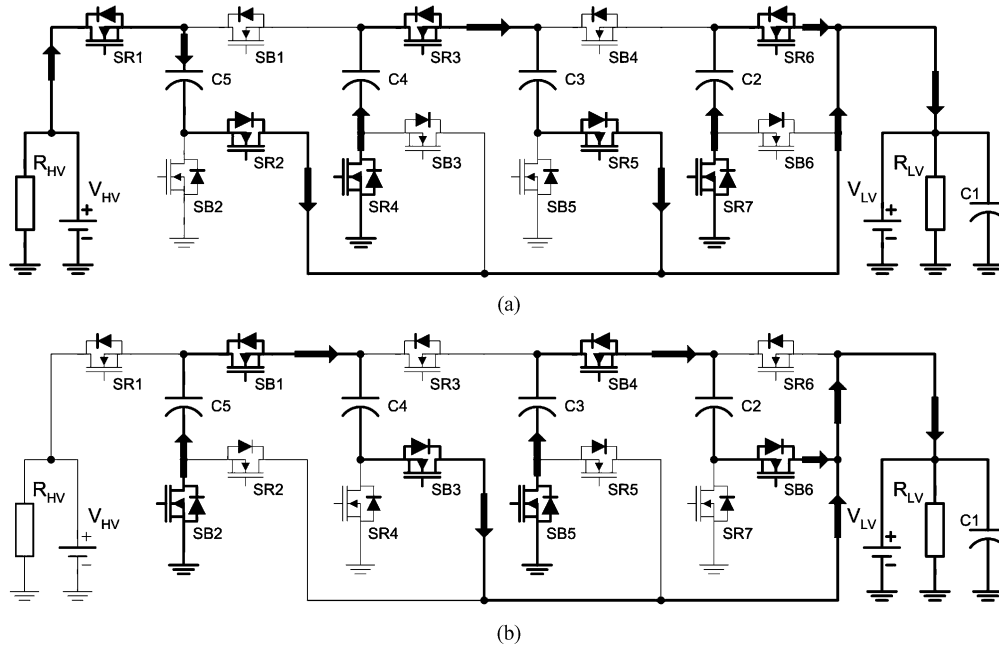 SR1
SB1
SR3
SB4
SR6
C5
C4
C3
C2
SR2
SB3
SR5
SB6
R_HV
V_HV
SB2
SR4
SB5
SR7
V_LV
R_LV
C1
(a)
SR1
SB1
SR3
SB4
SR6
C5
C4
C3
C2
SR2
SB3
SR5
SB6
R_HV
V_HV
SB2
SR4
SB5
SR7
V_LV
R_LV
C1
(b)